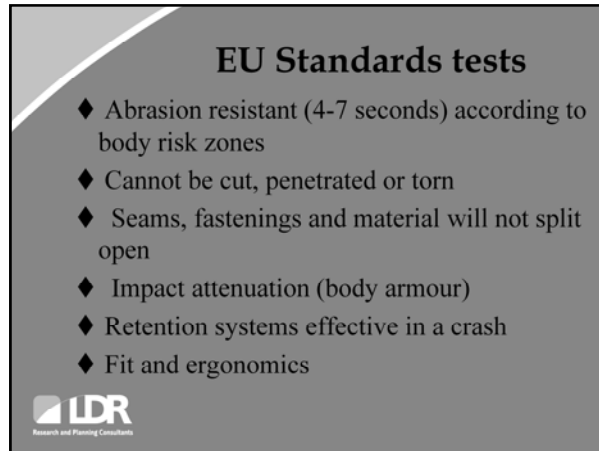 EU Standards tests
♦ Abrasion resistant (4-7 seconds) according to
body risk zones
♦ Cannot be cut, penetrated or torn
♦ Seams, fastenings and material will not split
open
♦ Impact attenuation (body armour)
♦ Retention systems effective in a crash
♦ Fit and ergonomics
LDR
Research and Planning Consultants